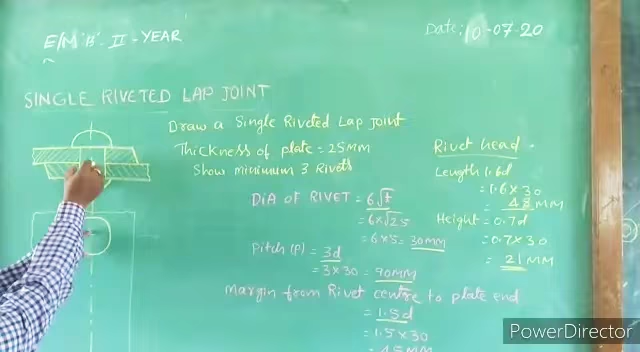 E/M 'B' - II - YEAR
Date: 10-07-20
SINGLE RIVETED LAP JOINT
Draw a Single Riveted Lap Joint
Thickness of plate = 25MM
Show minimum 3 Rivets
DIA of RIVET = 6√t
= 6×√25
= 6×5 = 30MM
Pitch (P) = 3d
= 3×30 = 90MM
Margin from Rivet centre to plate end
= 1.5d
= 1.5×30
= 45MM
Rivet head
Length 1.6d
= 1.6×30
= 48MM
Height = 0.7d
= 0.7×30
= 21MM
PowerDirector